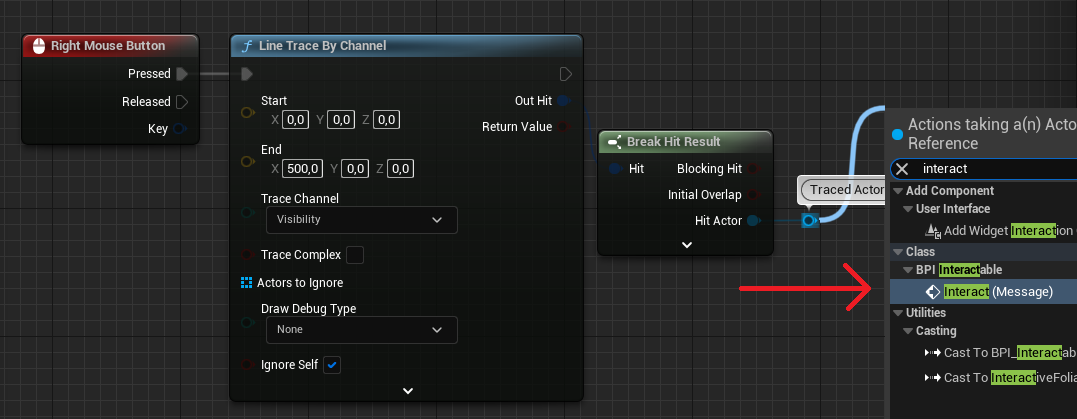 Right Mouse Button
Pressed
Released
Key
Line Trace By Channel
Start
X 0,0 Y 0,0 Z 0,0
End
X 500,0 Y 0,0 Z 0,0
Trace Channel
Visibility
Trace Complex
Actors to Ignore
Draw Debug Type
None
Ignore Self
Out Hit
Return Value
Break Hit Result
Hit
Blocking Hit
Initial Overlap
Hit Actor
Traced Actor
Actions taking a(n) Acto
Reference
interact
Add Component
User Interface
Add Widget Interaction
Class
BPI Interactable
Interact (Message)
Utilities
Casting
Cast To BPI_Interactab
Cast To InteractiveFolia